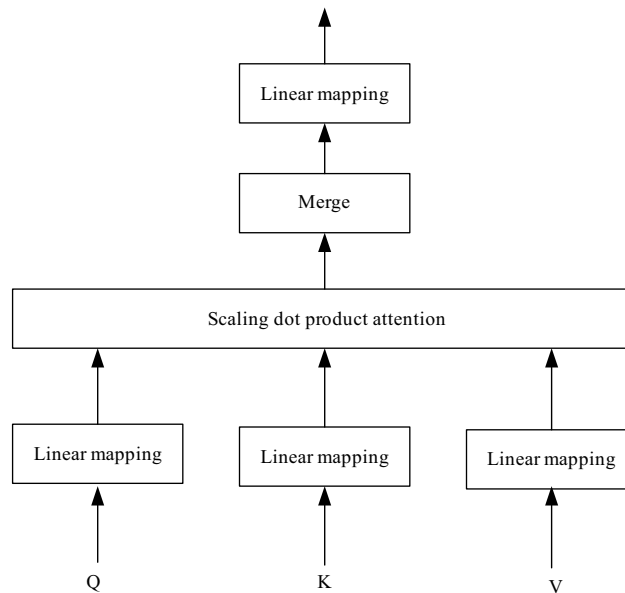 Linear mapping
Merge
Scaling dot product attention
Linear mapping
Linear mapping
Linear mapping
Q
K
V